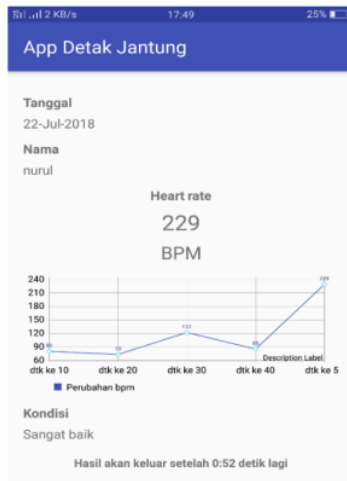 2 KB/s 17:49 25%
App Detak Jantung
Tanggal
22-Jul-2018
Nama
nurul
Heart rate
229
BPM
240
210
180
150
120
90
60
Description Label
dtk ke 10 dtk ke 20 dtk ke 30 dtk ke 40 dtk ke 5
Perubahan bpm
Kondisi
Sangat baik
Hasil akan keluar setelah 0:52 detik lagi